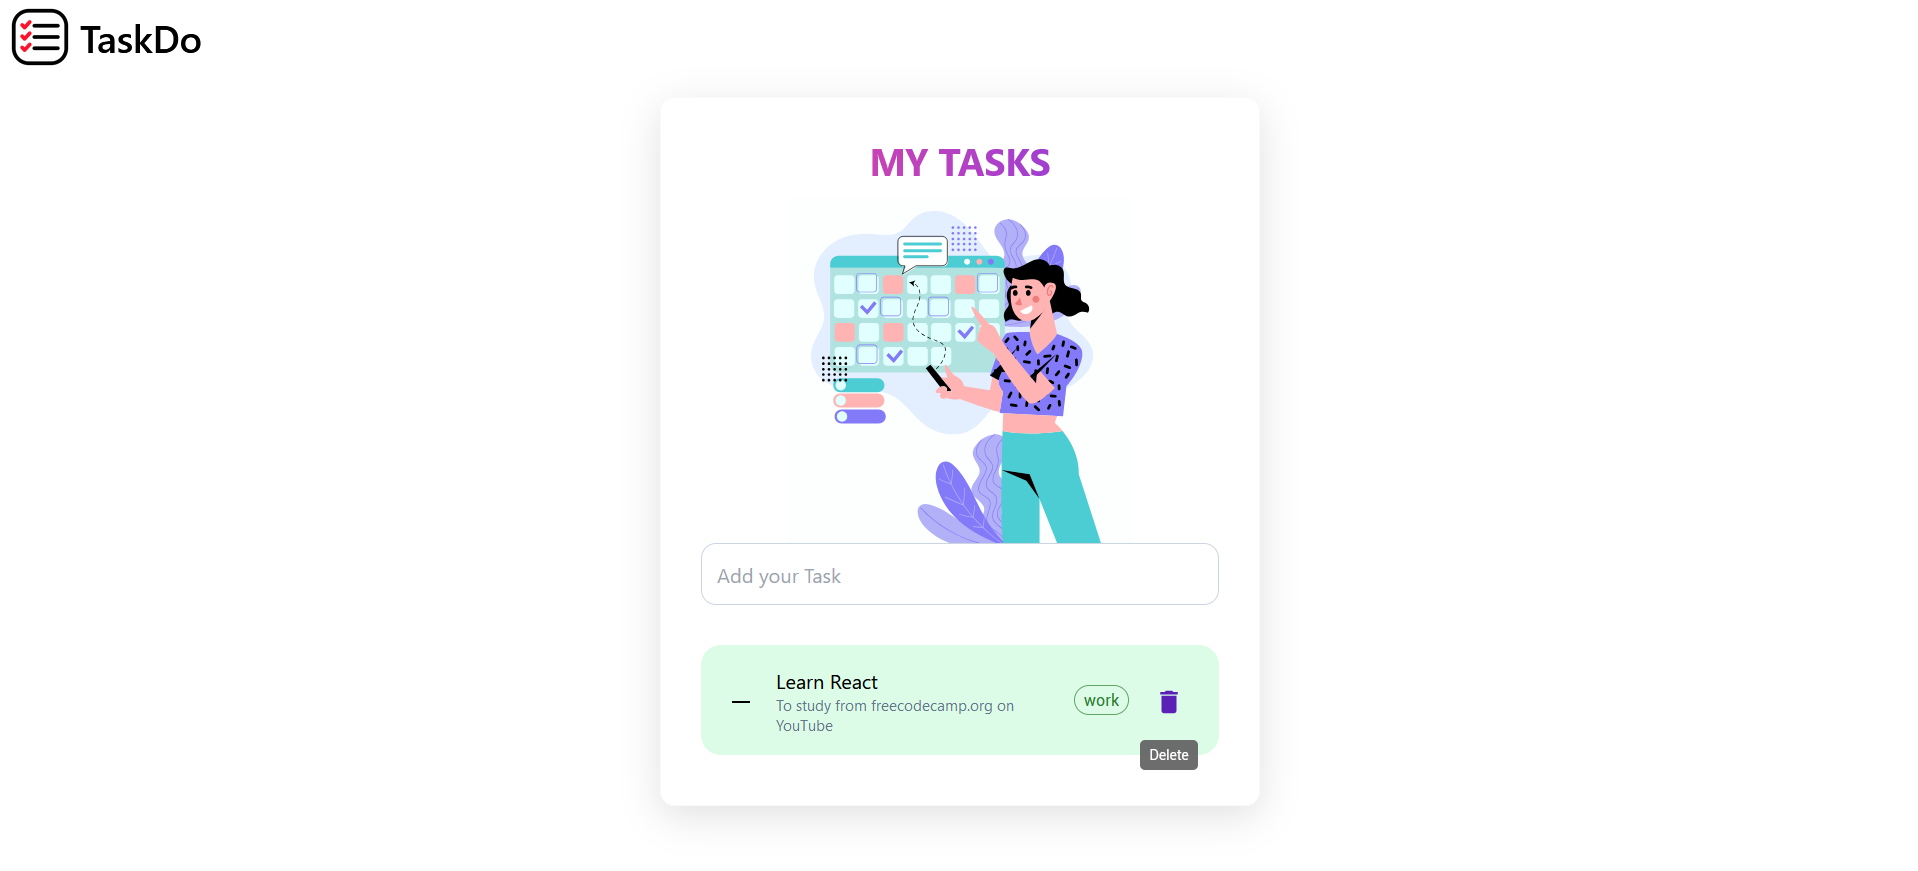 TaskDo
MY TASKS
Add your Task
Learn React
To study from freecodecamp.org on
YouTube
work
Delete